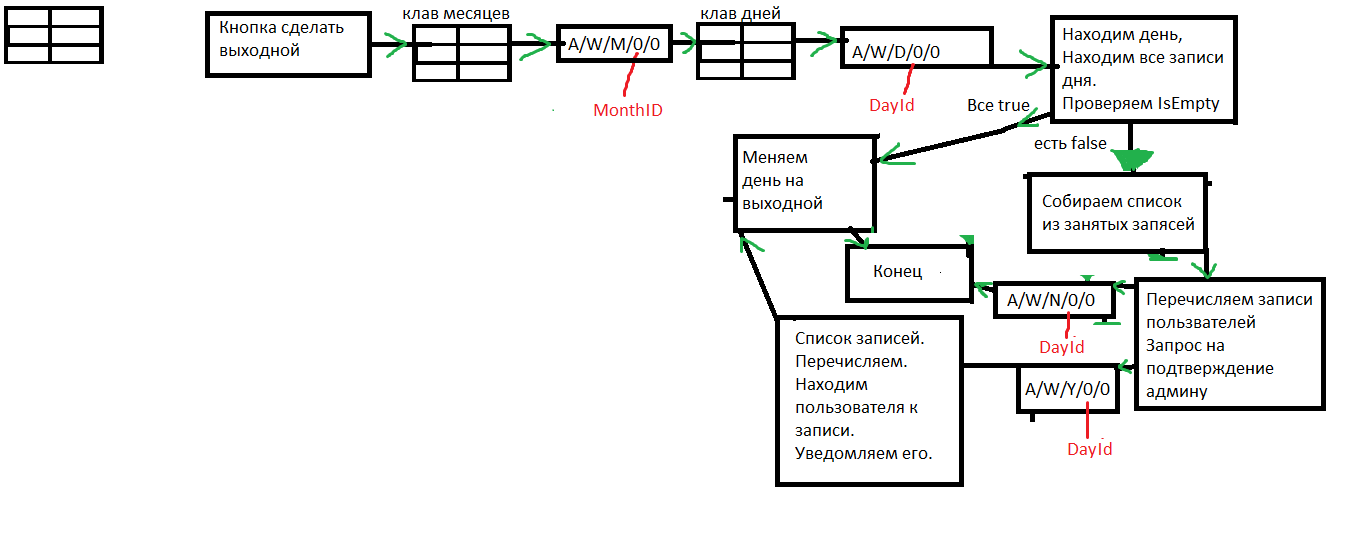 Кнопка сделать
выходной
клав месяцев
A/W/M/0/0
MonthID
клав дней
A/W/D/0/0
DayId
Находим день,
Находим все записи
дня.
Проверяем IsEmpty
Все true
есть false
Меняем
день на
выходной
Собираем список
из занятых запясей
Конец
A/W/N/0/0
DayId
Перечисляем записи
пользвателей
Запрос на
подтверждение
админу
A/W/Y/0/0
DayId
Список записей.
Перечисляем.
Находим
пользователя к
записи.
Уведомляем его.